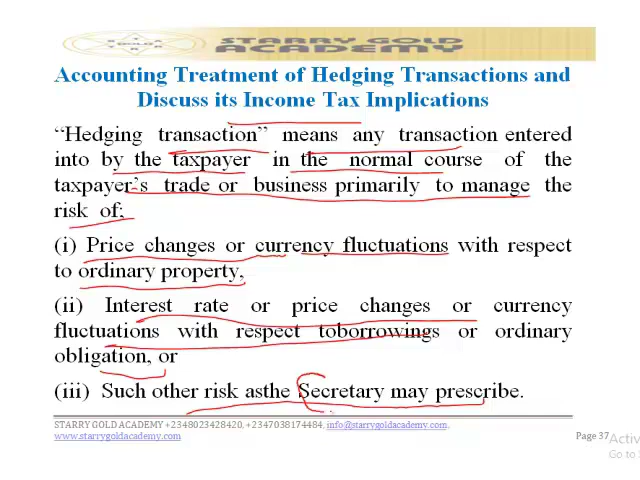 STARRY GOLD
ACADEMY
Accounting Treatment of Hedging Transactions and
Discuss its Income Tax Implications
“Hedging transaction” means any transaction entered
into by the taxpayer in the normal course of the
taxpayer’s trade or business primarily to manage the
risk of;
(i) Price changes or currency fluctuations with respect
to ordinary property,
(ii) Interest rate or price changes or currency
fluctuations with respect toborrowings or ordinary
obligation, or
(iii) Such other risk asthe Secretary may prescribe.
STARRY GOLD ACADEMY +2348023428420, +2347038174484, info@starrygoldacademy.com,
www.starrygoldacademy.com
Page 37
Activ
Go to S